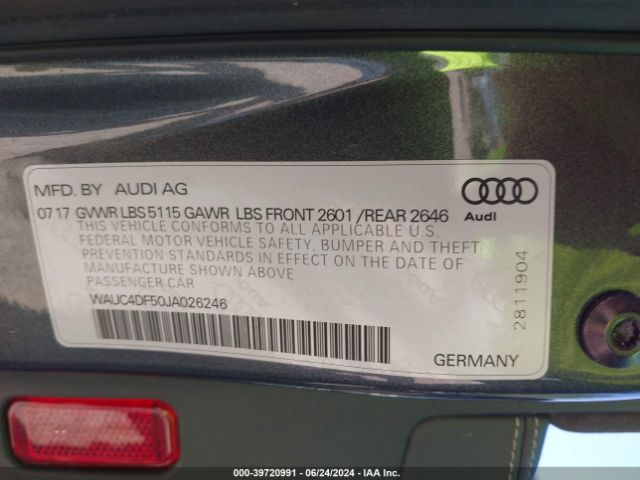 MFD. BY AUDI AG
07 17 GVWR LBS 5115 GAWR LBS FRONT 2601 /REAR 2646
Audi
THIS VEHICLE CONFORMS TO ALL APPLICABLE U.S.
FEDERAL MOTOR VEHICLE SAFETY, BUMPER AND THEFT
PREVENTION STANDARDS IN EFFECT ON THE DATE OF
MANUFACTURE SHOWN ABOVE
PASSENGER CAR
WAUC4DF50JA026246
2811904
GERMANY
000-39720991 - 06/24/2024 - IAA Inc.